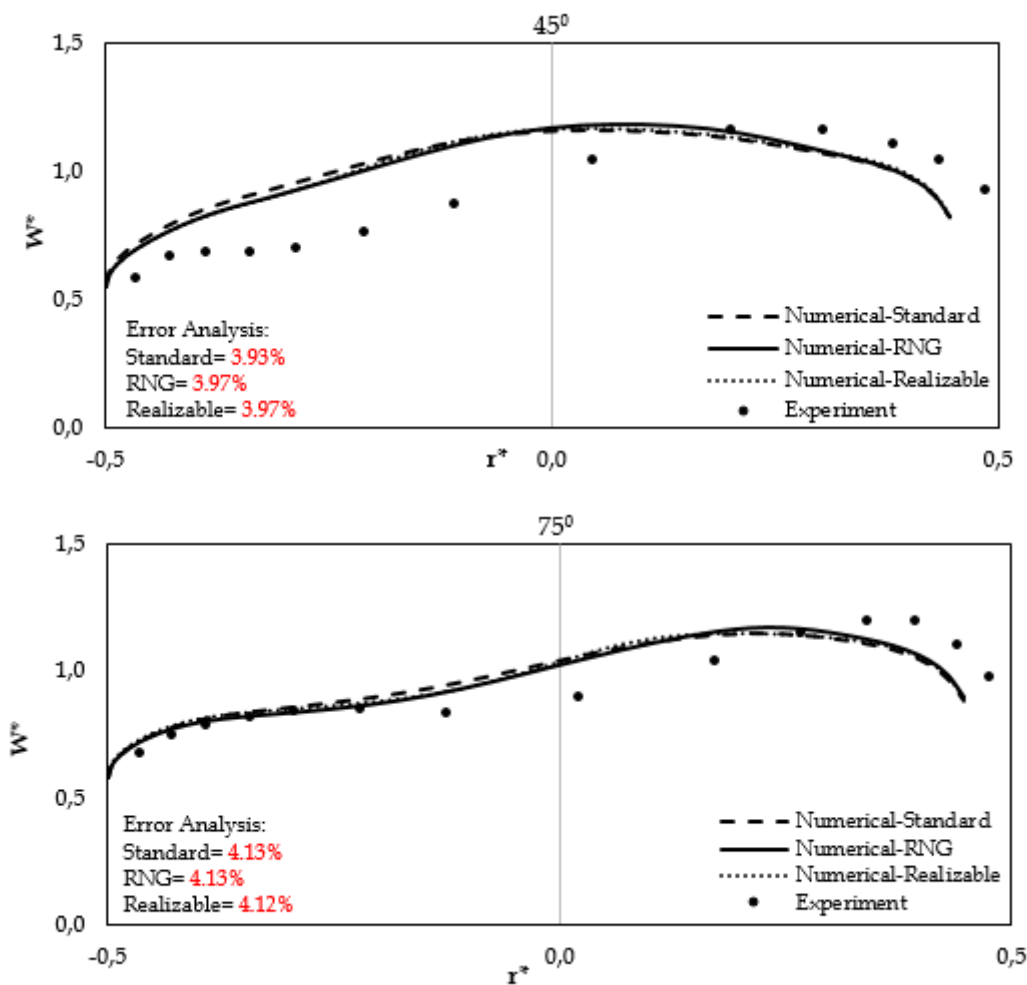 45⁰
1,5
1,0
0,5
0,0
W*
-0,5
0,0
0,5
r*
Error Analysis:
Standard= 3.93%
RNG= 3.97%
Realizable= 3.97%
Numerical-Standard
Numerical-RNG
Numerical-Realizable
Experiment
75⁰
1,5
1,0
0,5
0,0
W*
-0,5
0,0
0,5
r*
Error Analysis:
Standard= 4.13%
RNG= 4.13%
Realizable= 4.12%
Numerical-Standard
Numerical-RNG
Numerical-Realizable
Experiment